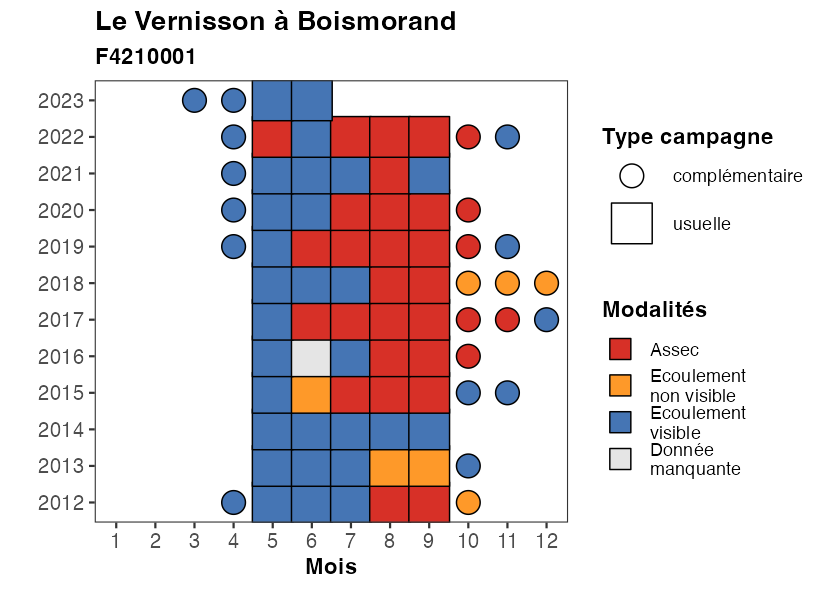 Le Vernisson à Boismorand
F4210001
2023
2022
2021
2020
2019
2018
2017
2016
2015
2014
2013
2012
1 2 3 4 5 6 7 8 9 10 11 12
Mois
Type campagne
complémentaire
usuelle
Modalités
Assec
Ecoulement
non visible
Ecoulement
visible
Donnée
manquante